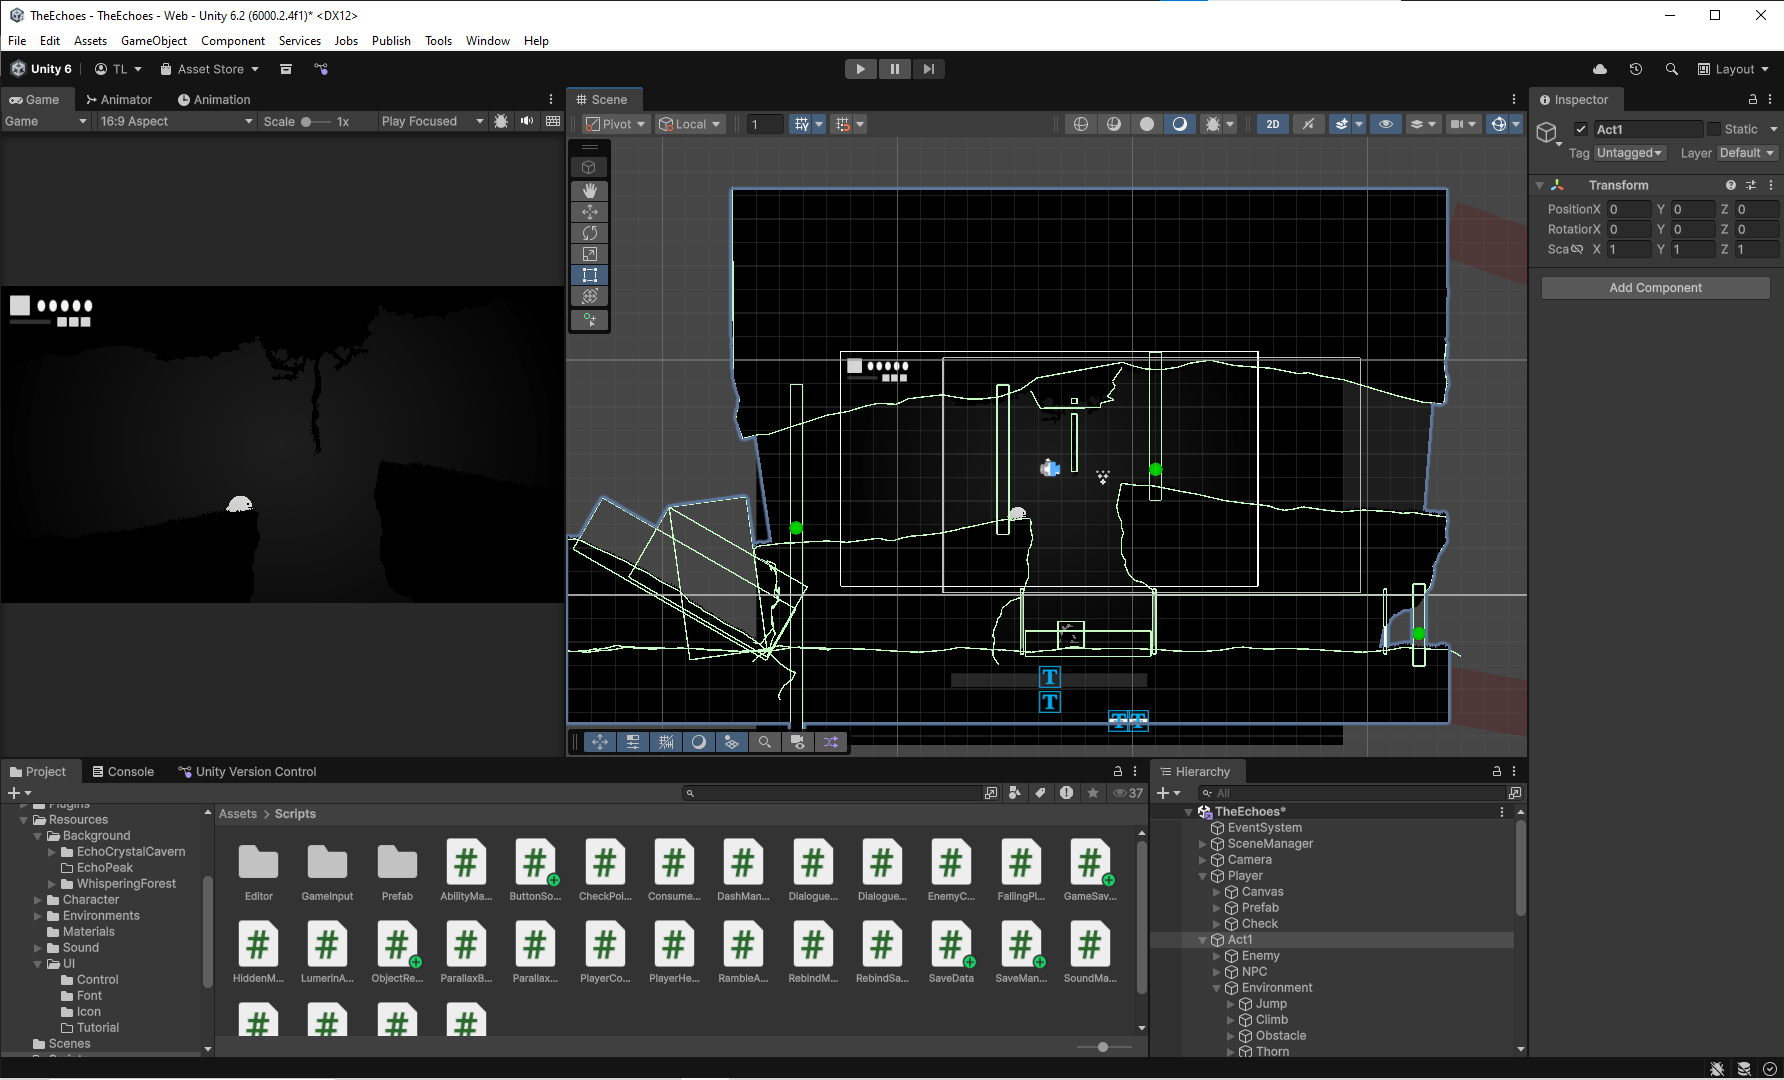 TheEchoes - TheEchoes - Web - Unity 6.2 (6000.2.4f1)* <DX12>
File Edit Assets GameObject Component Services Jobs Publish Tools Window Help
Unity 6 TL Asset Store Layout
Game Animator Animation
Game 16:9 Aspect Scale 1x Play Focused
Scene
Pivot Local 1 2D
Inspector
Act1 Static
Tag Untagged Layer Default
Transform
Position X 0 Y 0 Z 0
Rotation X 0 Y 0 Z 0
Sca X 1 Y 1 Z 1
Add Component
T
T
T T
Project Console Unity Version Control
37
Plugins
Resources
Background
EchoCrystalCavern
EchoPeak
WhisperingForest
Character
Environments
Materials
Sound
UI
Control
Font
Icon
Tutorial
Scenes
Assets > Scripts
Editor GameInput Prefab AbilityMa... ButtonSo... CheckPoi... Consume... DashMan... Dialogue... Dialogue... EnemyC... FallingPl... GameSav...
HiddenM... LumerinA... ObjectRe... ParallaxB... Parallax... PlayerCo... PlayerHe... RambleA... RebindM... RebindSa... SaveData SaveMan... SoundMa...
Hierarchy
All
TheEchoes*
EventSystem
SceneManager
Camera
Player
Canvas
Prefab
Check
Act1
Enemy
NPC
Environment
Jump
Climb
Obstacle
Thorn